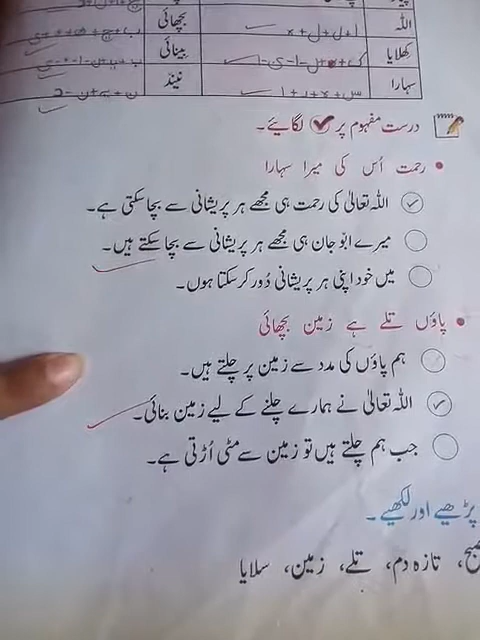 اللہ ا+ل+ل+ہ بچھائی
کھلایا بینائی
سہارا س+ہ+ا+ر+ا نیند
درست مفہوم پر ✓ لگائیے۔
• رحمت اُس کی میرا سہارا
اللہ تعالیٰ کی رحمت ہی مجھے ہر پریشانی سے بچا سکتی ہے۔
میرے ابّو جان ہی مجھے ہر پریشانی سے بچا سکتے ہیں۔
میں خود اپنی ہر پریشانی دُور کر سکتا ہوں۔
• پاؤں تلے ہے زمین بچھائی
ہم پاؤں کی مدد سے زمین پر چلتے ہیں۔
اللہ تعالیٰ نے ہمارے چلنے کے لیے زمین بنائی۔
جب ہم چلتے ہیں تو زمین سے مٹی اُڑتی ہے۔
پڑھیے اور لکھیے۔
تازہ دم، تلے، زمین، سلایا